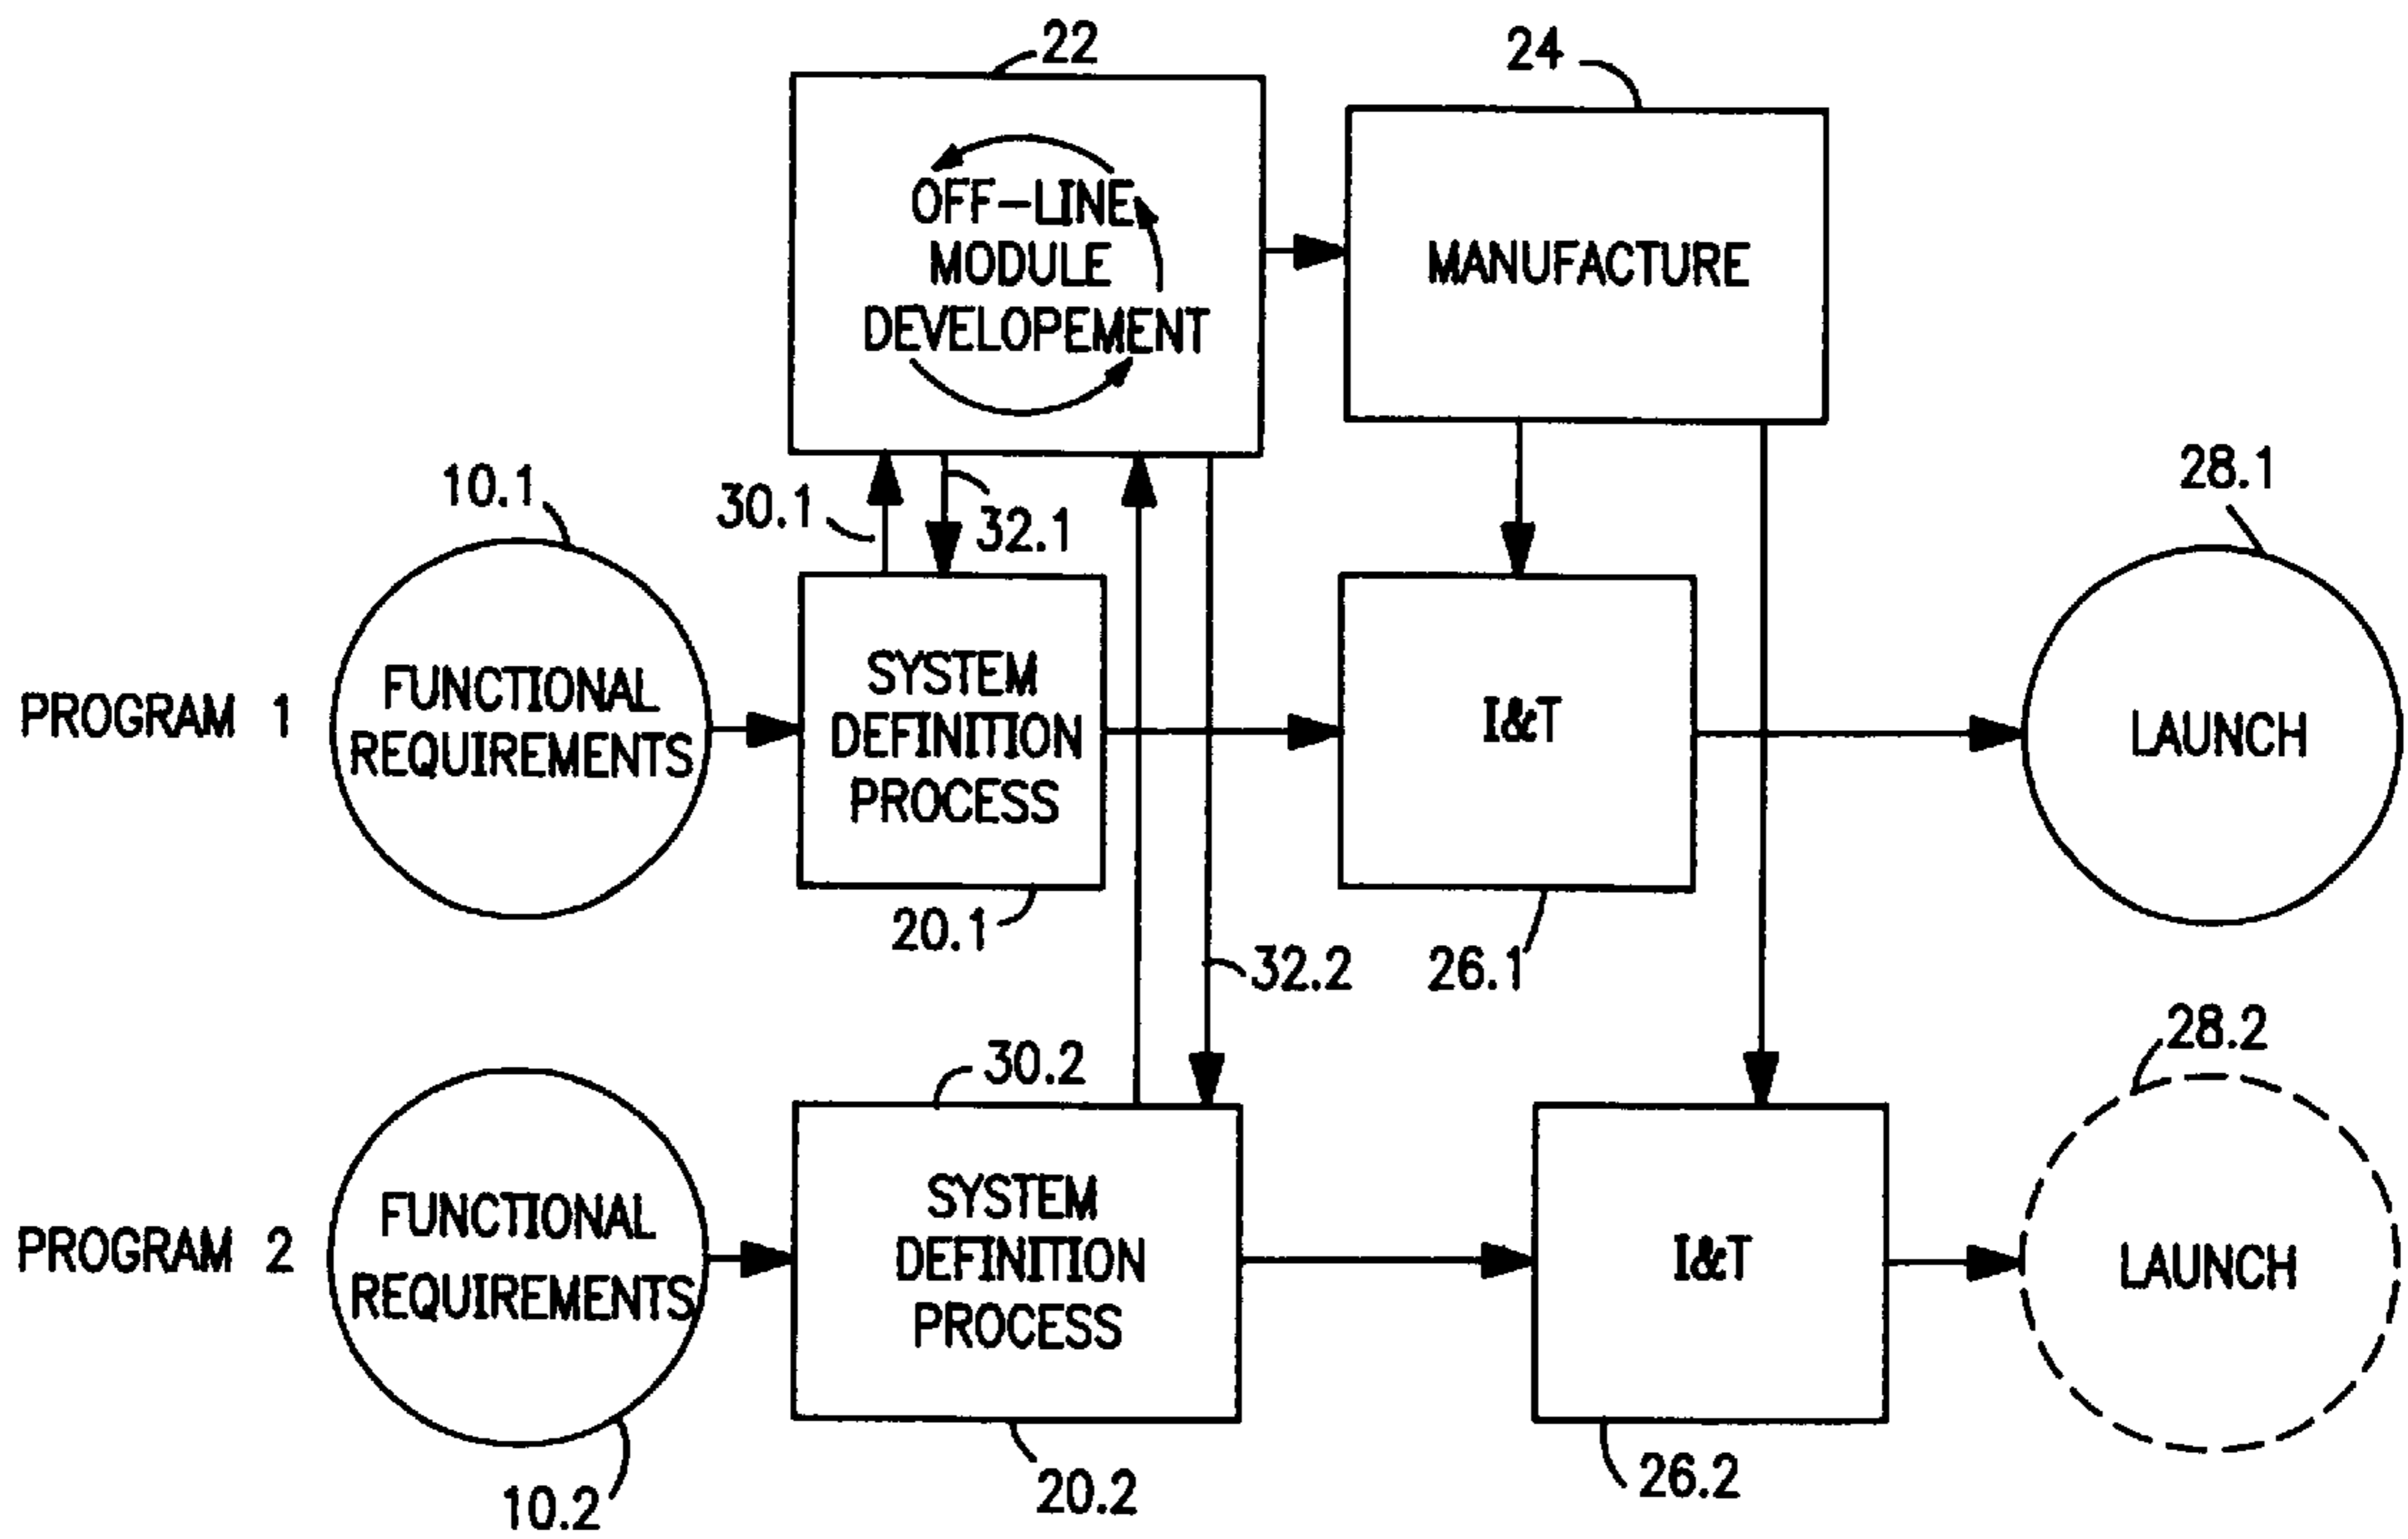 22
24
OFF-LINE
MODULE
DEVELOPEMENT
MANUFACTURE
10.1
30.1
32.1
28.1
PROGRAM 1
FUNCTIONAL
REQUIREMENTS
SYSTEM
DEFINITION
PROCESS
I&T
LAUNCH
20.1
26.1
32.2
30.2
28.2
PROGRAM 2
FUNCTIONAL
REQUIREMENTS
SYSTEM
DEFINITION
PROCESS
I&T
LAUNCH
10.2
20.2
26.2